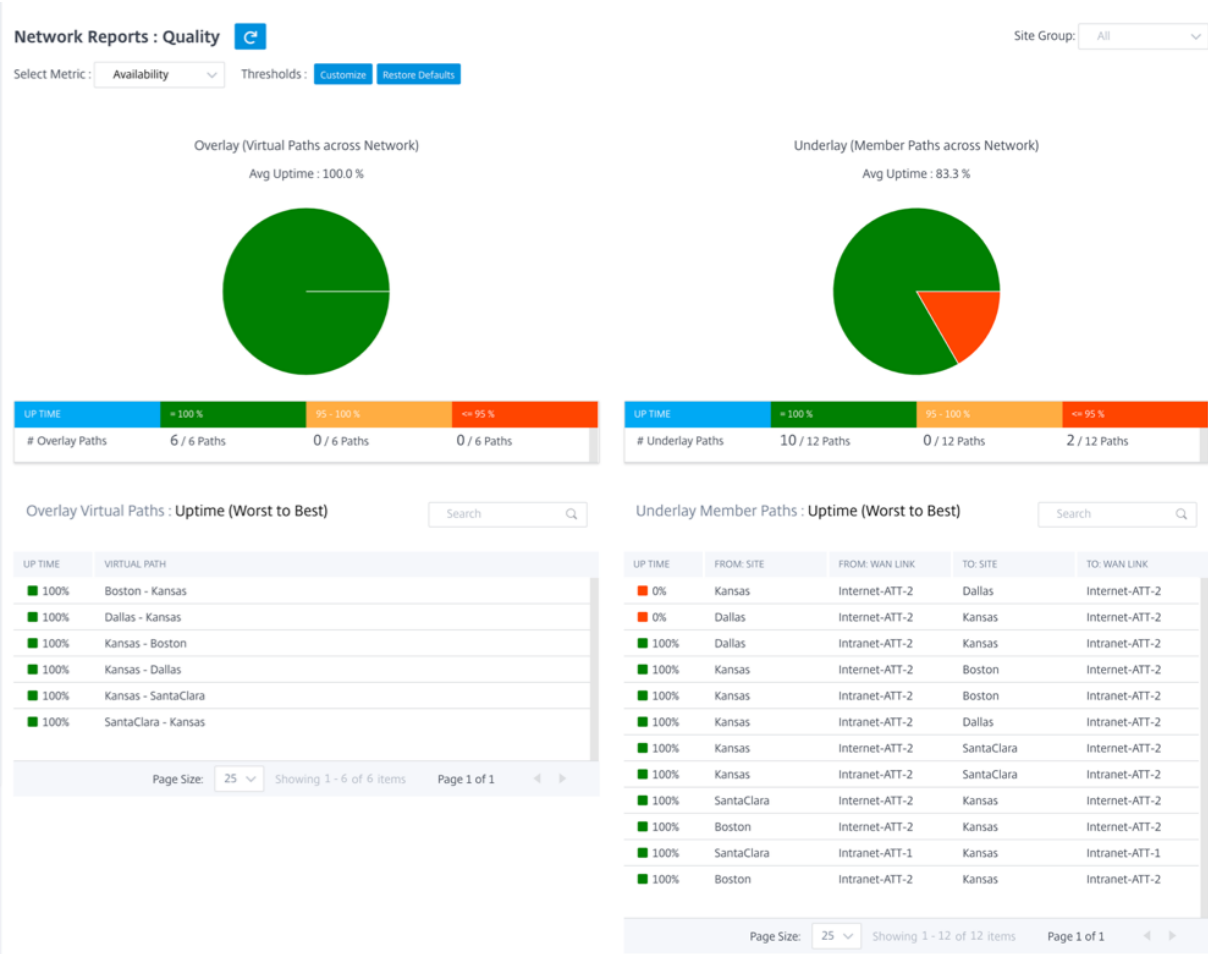 Network Reports : Quality
Site Group: All
Select Metric : Availability Thresholds : Customize Restore Defaults
Overlay (Virtual Paths across Network)
Avg Uptime : 100.0 %
UP TIME = 100 % 95 - 100 % <= 95 %
# Overlay Paths 6 / 6 Paths 0 / 6 Paths 0 / 6 Paths
Overlay Virtual Paths : Uptime (Worst to Best) Search
UP TIME VIRTUAL PATH
100% Boston - Kansas
100% Dallas - Kansas
100% Kansas - Boston
100% Kansas - Dallas
100% Kansas - SantaClara
100% SantaClara - Kansas
Page Size: 25 Showing 1 - 6 of 6 items Page 1 of 1
Underlay (Member Paths across Network)
Avg Uptime : 83.3 %
UP TIME = 100 % 95 - 100 % <= 95 %
# Underlay Paths 10 / 12 Paths 0 / 12 Paths 2 / 12 Paths
Underlay Member Paths : Uptime (Worst to Best) Search
UP TIME FROM: SITE FROM: WAN LINK TO: SITE TO: WAN LINK
0% Kansas Internet-ATT-2 Dallas Internet-ATT-2
0% Dallas Internet-ATT-2 Kansas Internet-ATT-2
100% Dallas Intranet-ATT-2 Kansas Intranet-ATT-2
100% Kansas Internet-ATT-2 Boston Internet-ATT-2
100% Kansas Intranet-ATT-2 Boston Intranet-ATT-2
100% Kansas Intranet-ATT-2 Dallas Intranet-ATT-2
100% Kansas Internet-ATT-2 SantaClara Internet-ATT-2
100% Kansas Intranet-ATT-2 SantaClara Intranet-ATT-2
100% SantaClara Internet-ATT-2 Kansas Internet-ATT-2
100% Boston Internet-ATT-2 Kansas Internet-ATT-2
100% SantaClara Intranet-ATT-1 Kansas Intranet-ATT-1
100% Boston Intranet-ATT-2 Kansas Intranet-ATT-2
Page Size: 25 Showing 1 - 12 of 12 items Page 1 of 1